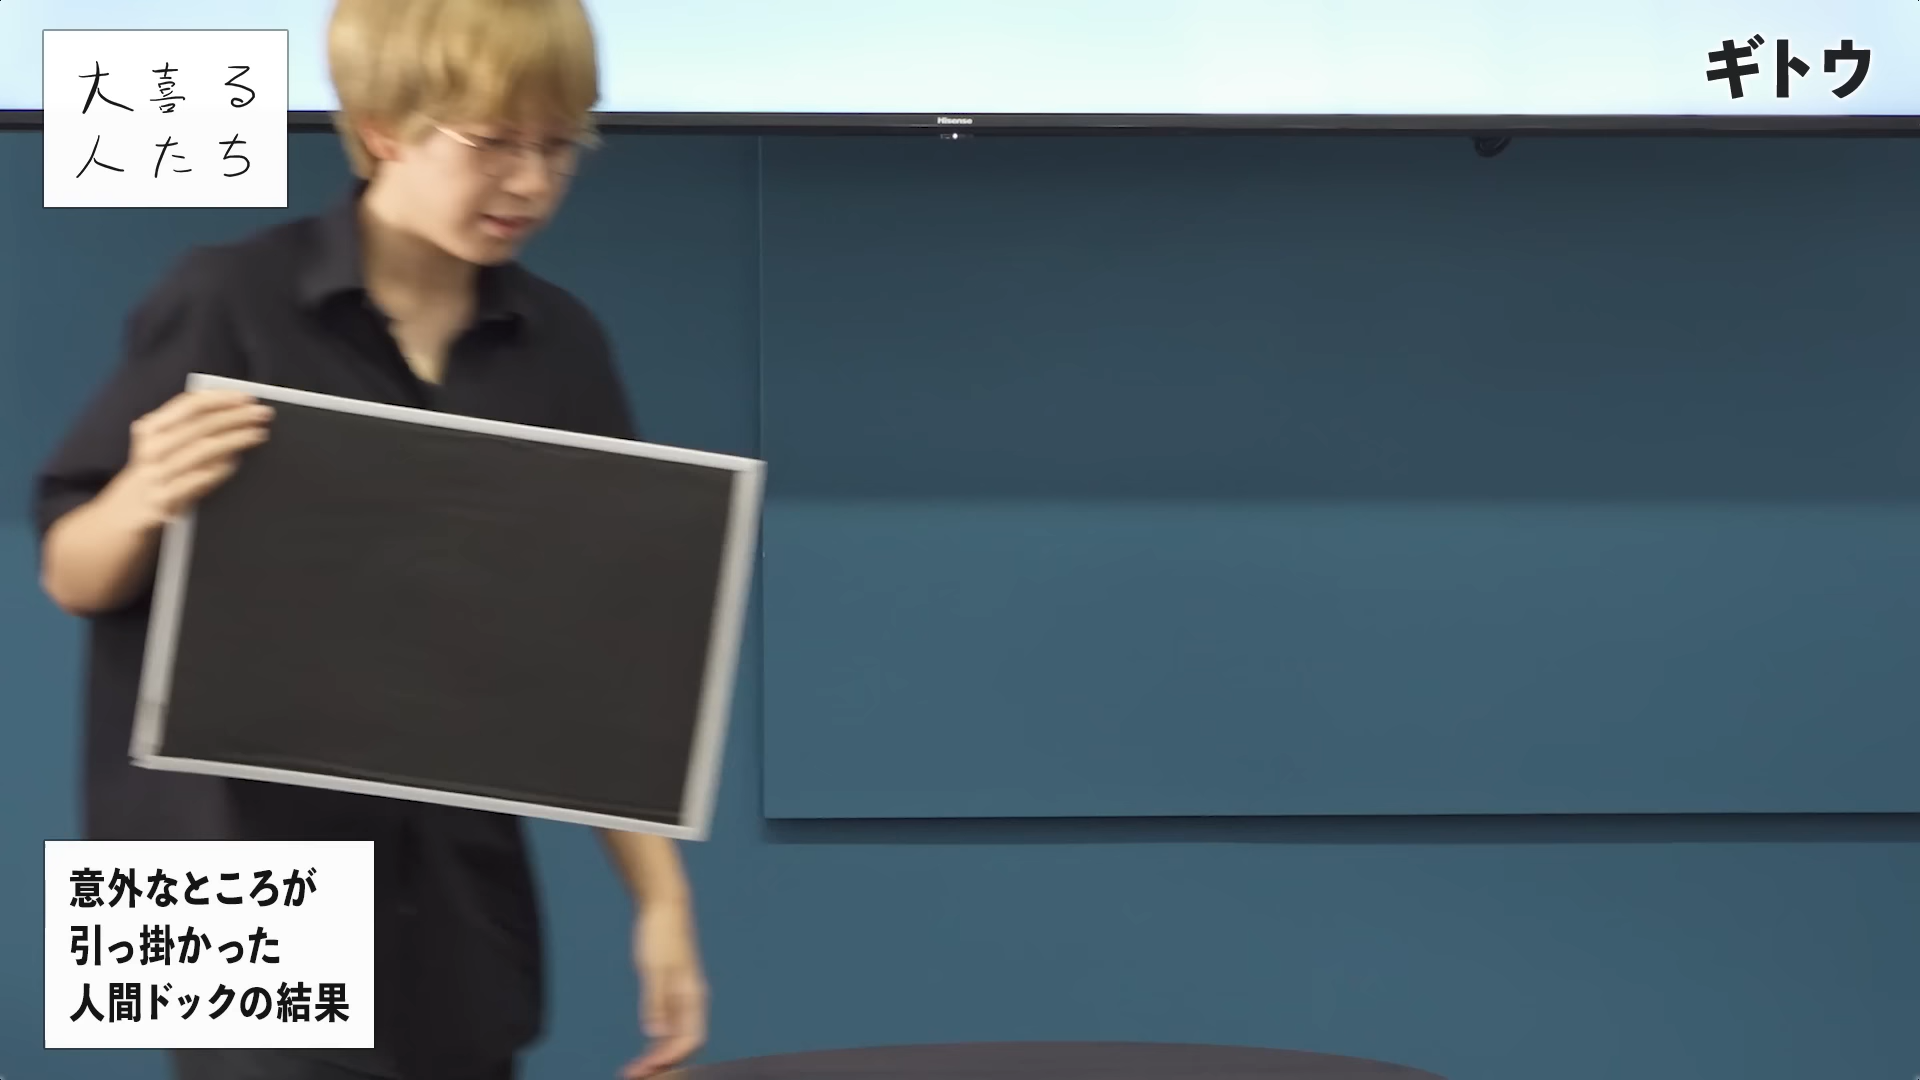 大喜る
人たち
ギトウ
Hisense
意外なところが
引っ掛かった
人間ドックの結果